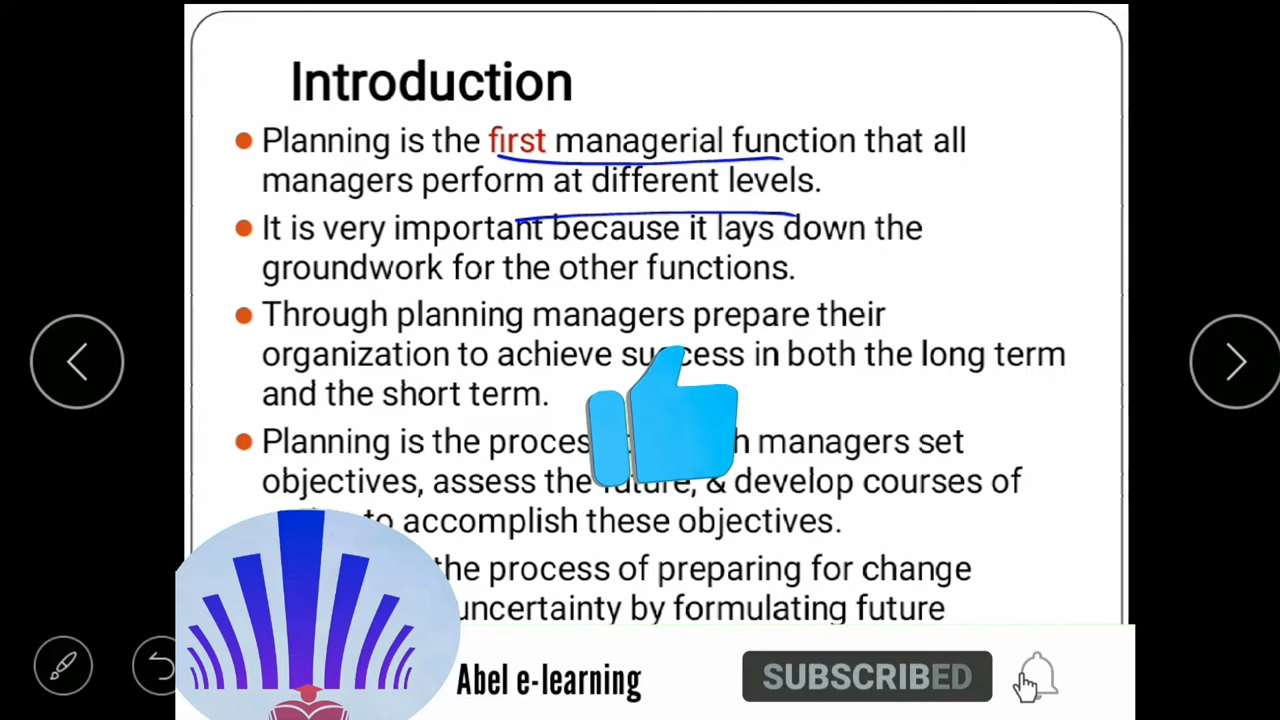 Introduction
Planning is the first managerial function that all
managers perform at different levels.
It is very important because it lays down the
groundwork for the other functions.
Through planning managers prepare their
organization to achieve success in both the long term
and the short term.
Planning is the process managers set
objectives, assess the future, & develop courses of
to accomplish these objectives.
the process of preparing for change
uncertainty by formulating future
Abel e-learning
SUBSCRIBED